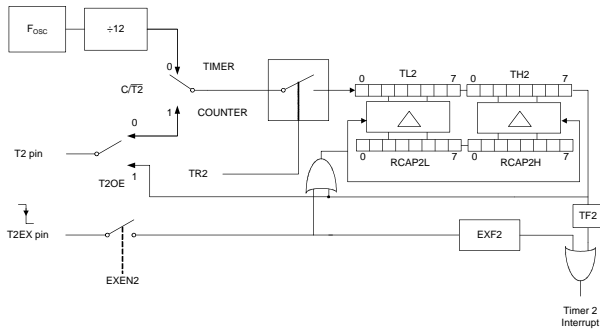 FOSC
÷12
0
TIMER
C/T2
1
COUNTER
0
T2 pin
T2OE
1
TR2
0 TL2 7
0 TH2 7
0 RCAP2L 7
0 RCAP2H 7
TF2
T2EX pin
EXEN2
EXF2
Timer 2
Interrupt